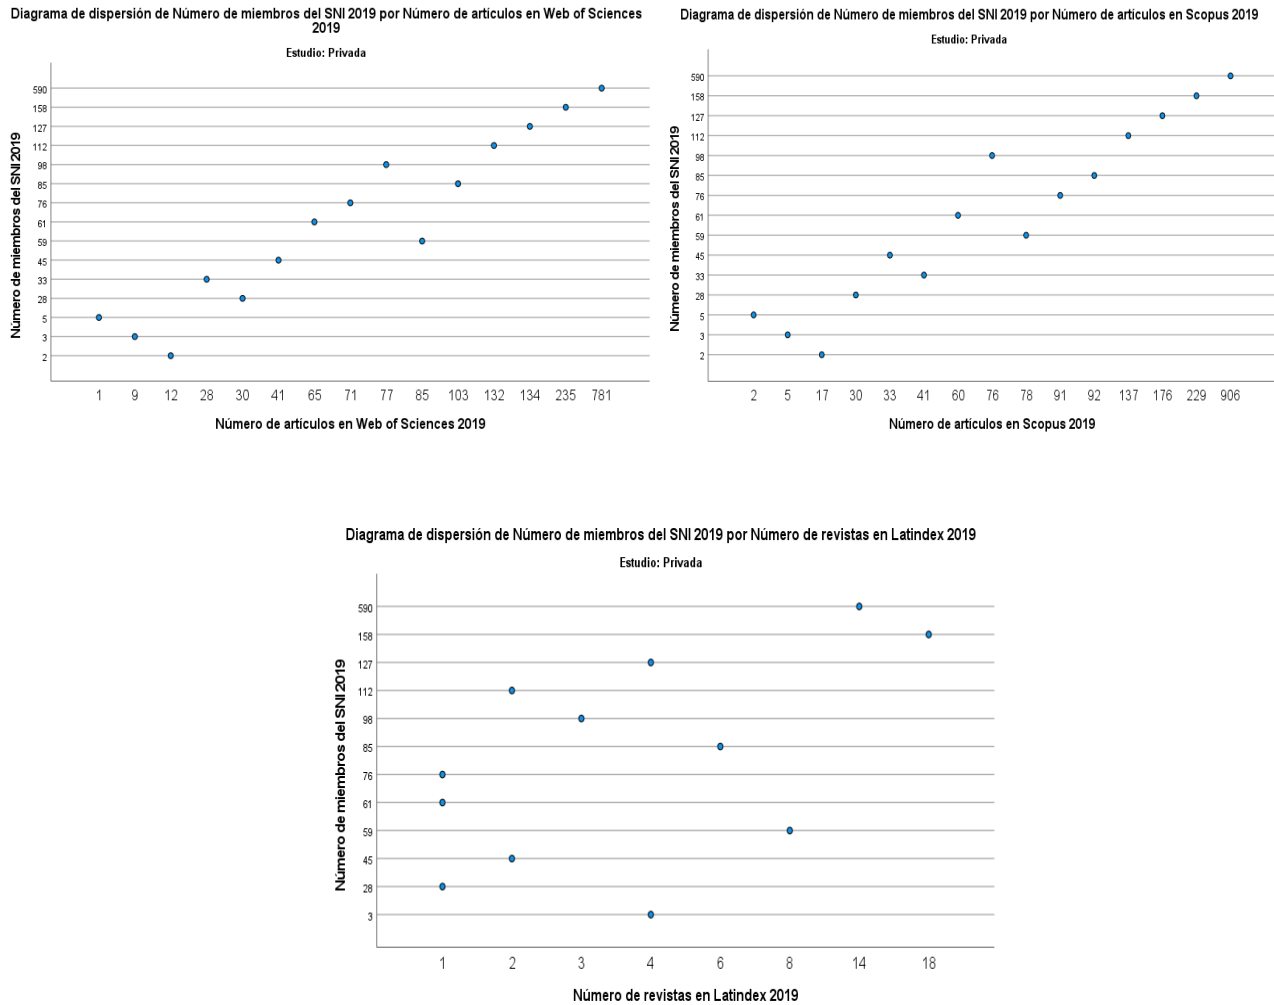 Diagrama de dispersión de Número de miembros del SNI 2019 por Número de artículos en Web of Sciences
2019
Estudio: Privada
Número de miembros del SNI 2019
590
158
127
112
98
85
76
61
59
45
33
28
5
3
2
1 9 12 28 30 41 65 71 77 85 103 132 134 235 781
Número de artículos en Web of Sciences 2019
Diagrama de dispersión de Número de miembros del SNI 2019 por Número de artículos en Scopus 2019
Estudio: Privada
Número de miembros del SNI 2019
590
158
127
112
98
85
76
61
59
45
33
28
5
3
2
2 5 17 30 33 41 60 76 78 91 92 137 176 229 906
Número de artículos en Scopus 2019
Diagrama de dispersión de Número de miembros del SNI 2019 por Número de revistas en Latindex 2019
Estudio: Privada
Número de miembros del SNI 2019
590
158
127
112
98
85
76
61
59
45
28
3
1 2 3 4 6 8 14 18
Número de revistas en Latindex 2019